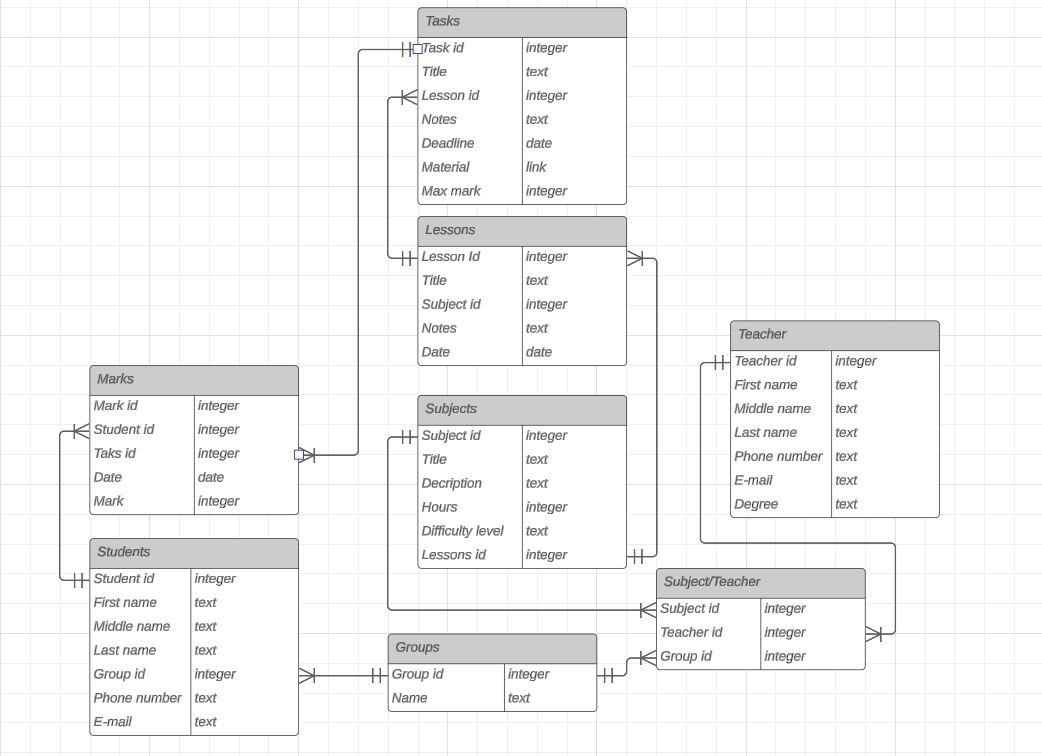 Tasks
Task id integer
Title text
Lesson id integer
Notes text
Deadline date
Material link
Max mark integer
Lessons
Lesson Id integer
Title text
Subject id integer
Notes text
Date date
Teacher
Teacher id integer
First name text
Middle name text
Last name text
Phone number text
E-mail text
Degree text
Marks
Mark id integer
Student id integer
Taks id integer
Date date
Mark integer
Subjects
Subject id integer
Title text
Decription text
Hours integer
Difficulty level text
Lessons id integer
Students
Student id integer
First name text
Middle name text
Last name text
Group id integer
Phone number text
E-mail text
Groups
Group id integer
Name text
Subject/Teacher
Subject id integer
Teacher id integer
Group id integer